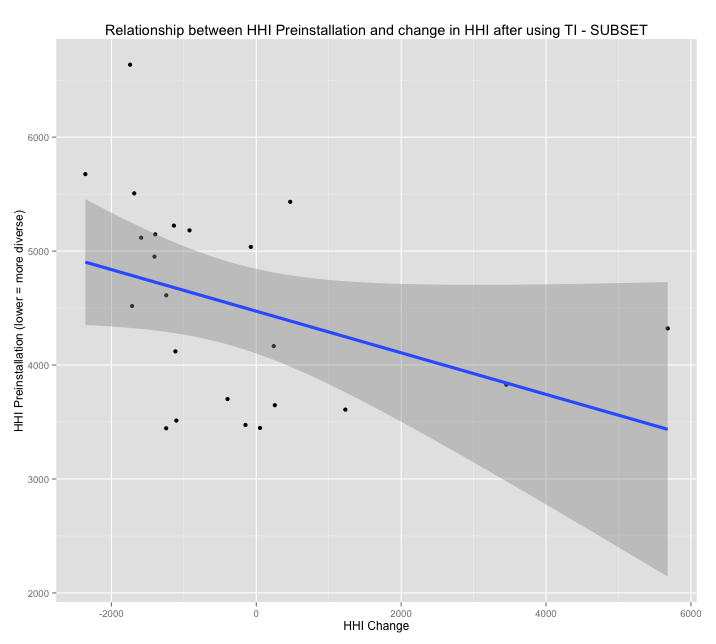 Relationship between HHI Preinstallation and change in HHI after using TI - SUBSET
HHI Preinstallation (lower = more diverse)
6000
5000
4000
3000
2000
-2000 0 2000 4000 6000
HHI Change